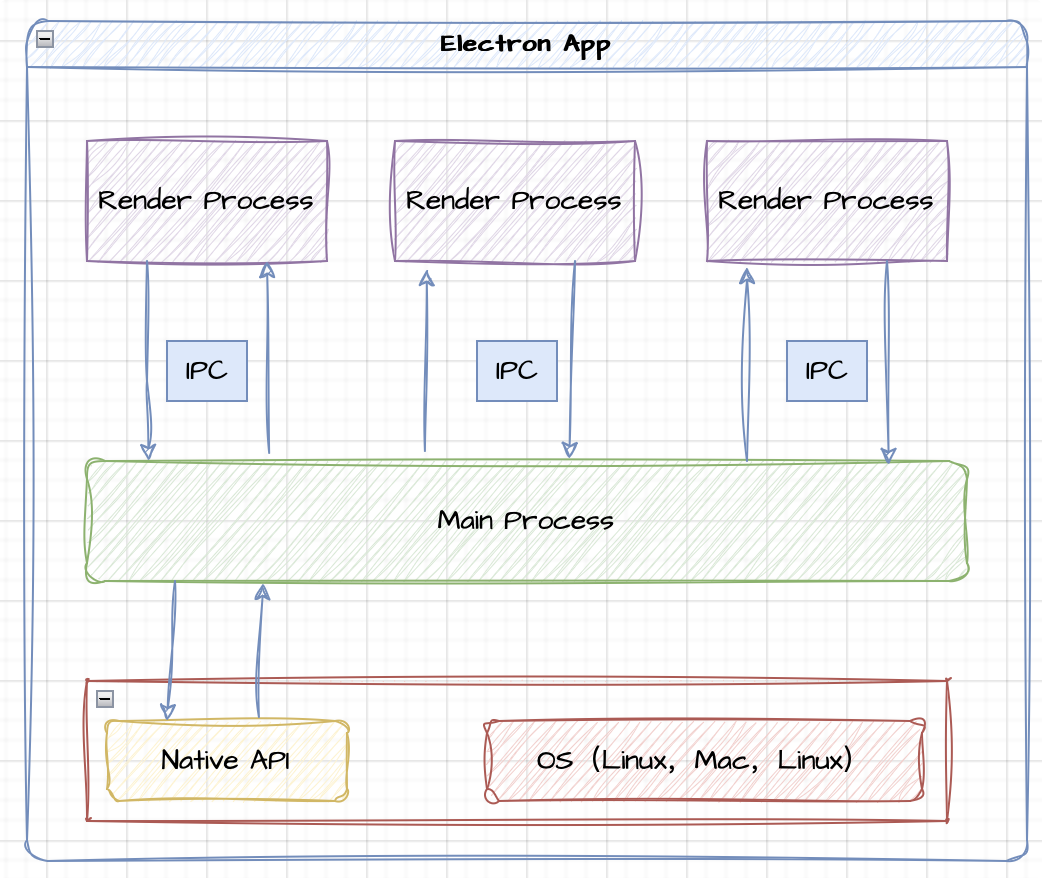 Electron App
Render Process
Render Process
Render Process
IPC
IPC
IPC
Main Process
Native API
OS（Linux，Mac，Linux）